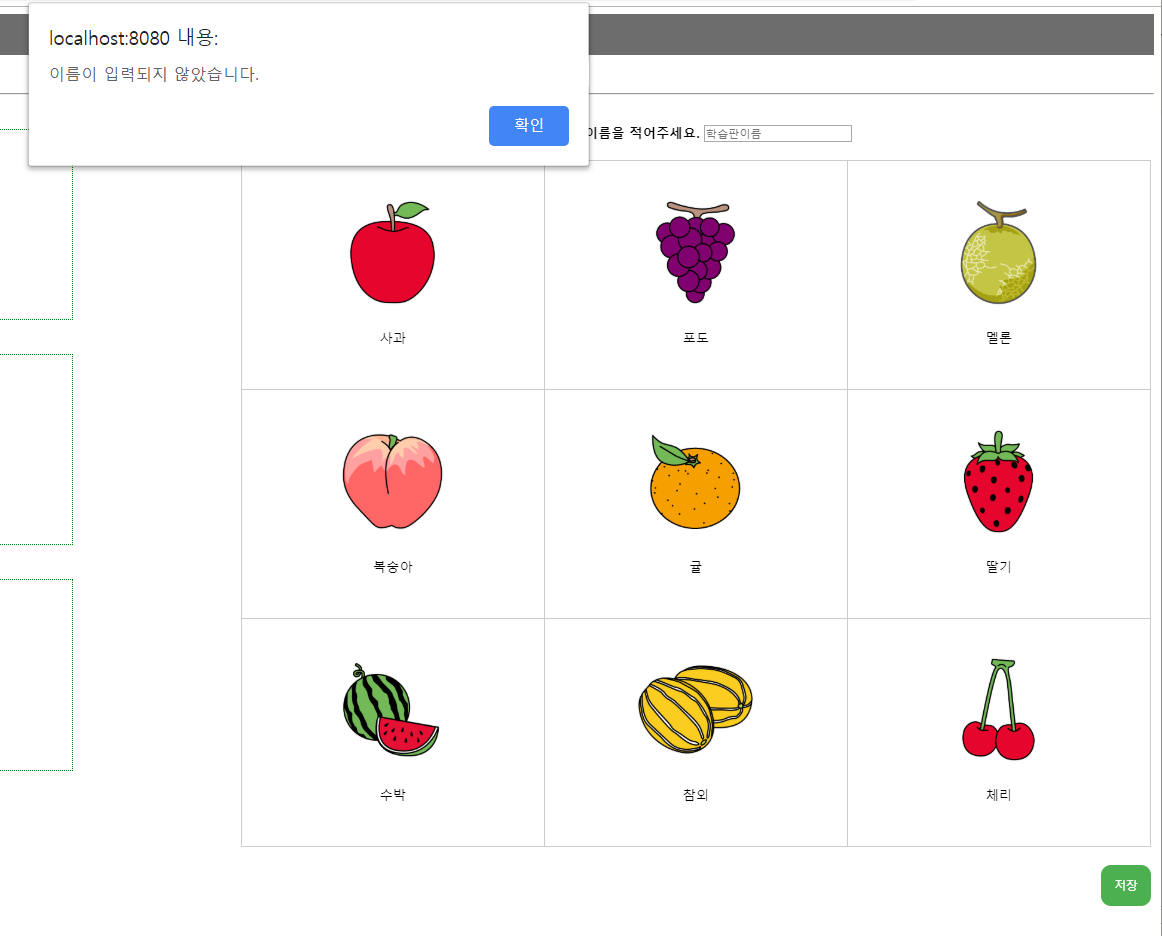 localhost:8080 내용:
이름이 입력되지 않았습니다.
확인
이름을 적어주세요. 학습판이름
사과 포도 멜론
복숭아 귤 딸기
수박 참외 체리
저장